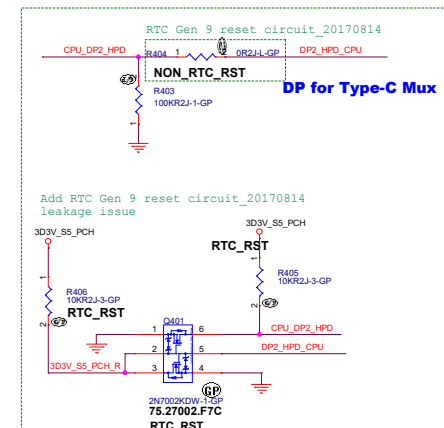 RTC Gen 9 reset circuit_20170814
CPU_DP2_HPD
R404
1
2
0R2J-L-GP
DP2_HPD_CPU
NON_RTC_RST
DP for Type-C Mux
R403
100KR2J-1-GP
1
Add RTC Gen 9 reset circuit_20170814
leakage issue
3D3V_S5_PCH
3D3V_S5_PCH
RTC_RST
1
R405
10KR2J-3-GP
2
1
R406
10KR2J-3-GP
RTC_RST
2
Q401
1
6
CPU_DP2_HPD
2
5
DP2_HPD_CPU
3D3V_S5_PCH_R
3
4
GP
2N7002KDW-1-GP
75.27002.F7C
RTC_RST